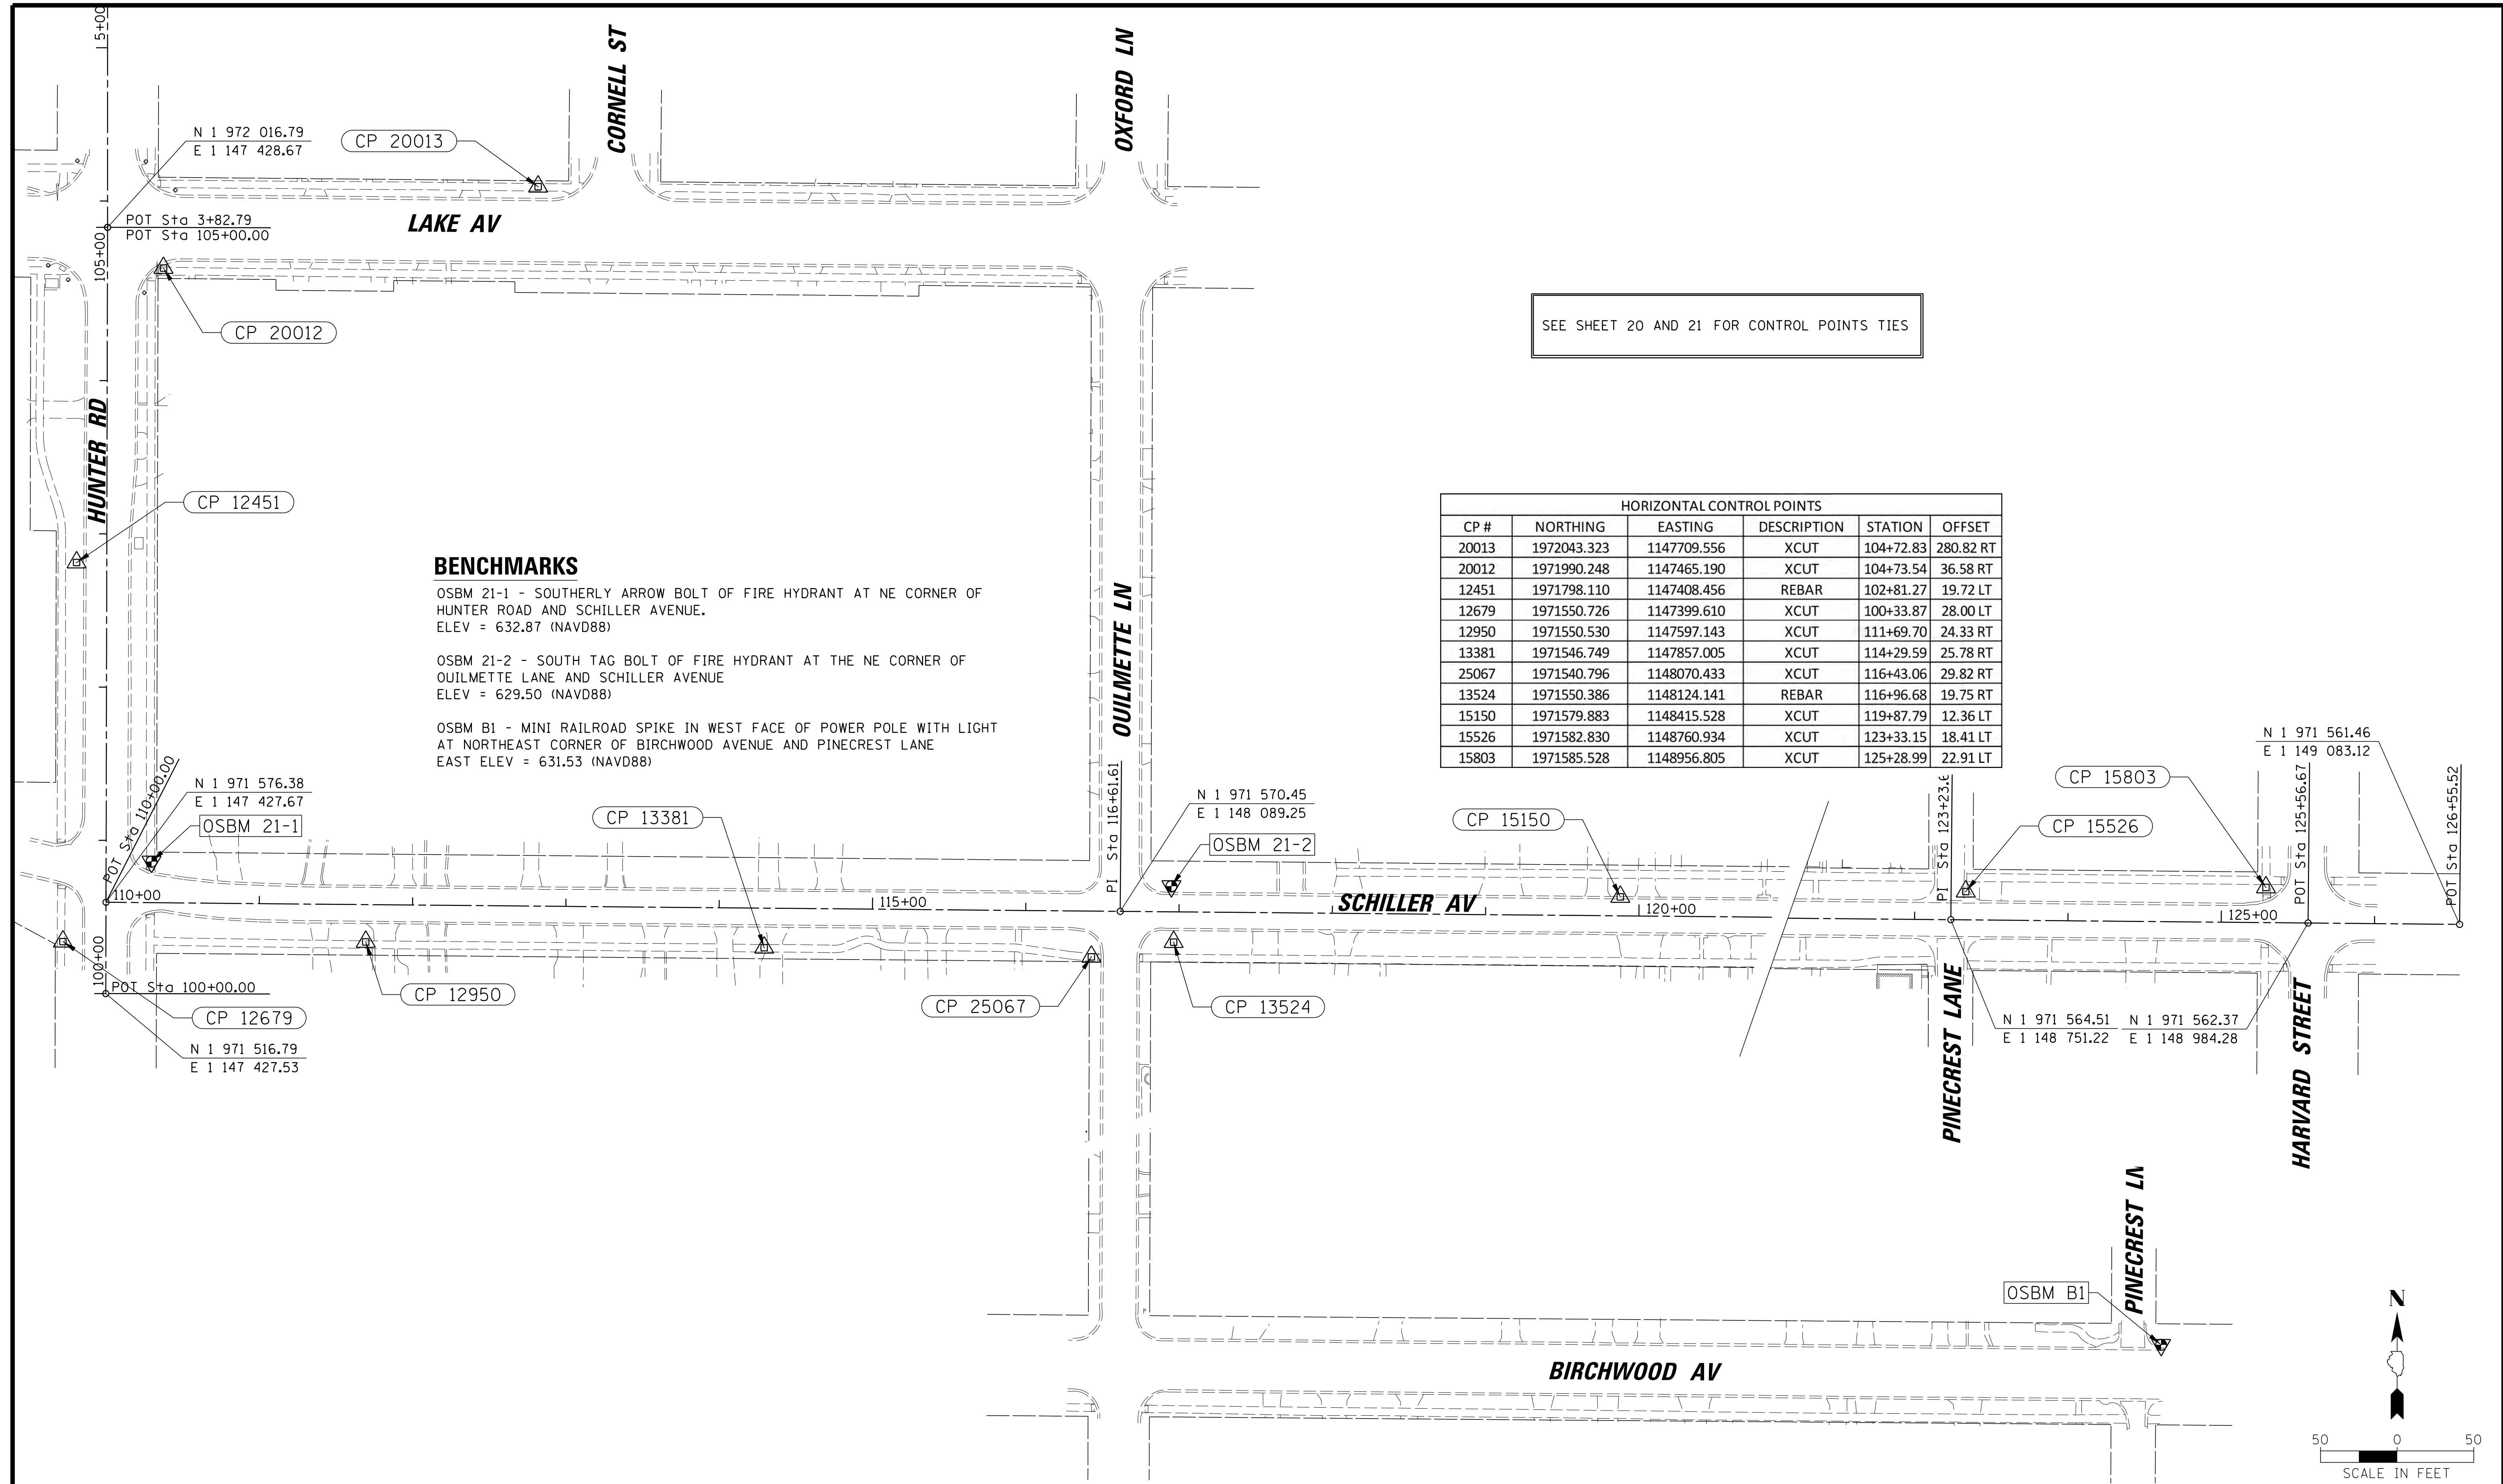 5+00
CORNELL ST
OXFORD LN
N 1 972 016.79
E 1 147 428.67
CP 20013
POT Sta 3+82.79
POT Sta 105+00.00
LAKE AV
105+00
CP 20012
SEE SHEET 20 AND 21 FOR CONTROL POINTS TIES
HUNTER RD
CP 12451
HORIZONTAL CONTROL POINTS
CP # NORTHING EASTING DESCRIPTION STATION OFFSET
20013 1972043.323 1147709.556 XCUT 104+72.83 280.82 RT
20012 1971990.248 1147465.190 XCUT 104+73.54 36.58 RT
12451 1971798.110 1147408.456 REBAR 102+81.27 19.72 LT
12679 1971550.726 1147399.610 XCUT 100+33.87 28.00 LT
12950 1971550.530 1147597.143 XCUT 111+69.70 24.33 RT
13381 1971546.749 1147857.005 XCUT 114+29.59 25.78 RT
25067 1971540.796 1148070.433 XCUT 116+43.06 29.82 RT
13524 1971550.386 1148124.141 REBAR 116+96.68 19.75 RT
15150 1971579.883 1148415.528 XCUT 119+87.79 12.36 LT
15526 1971582.830 1148760.934 XCUT 123+33.15 18.41 LT
15803 1971585.528 1148956.805 XCUT 125+28.99 22.91 LT
BENCHMARKS
OSBM 21-1 - SOUTHERLY ARROW BOLT OF FIRE HYDRANT AT NE CORNER OF
HUNTER ROAD AND SCHILLER AVENUE.
ELEV = 632.87 (NAVD88)
OSBM 21-2 - SOUTH TAG BOLT OF FIRE HYDRANT AT THE NE CORNER OF
OUILMETTE LANE AND SCHILLER AVENUE
ELEV = 629.50 (NAVD88)
OSBM B1 - MINI RAILROAD SPIKE IN WEST FACE OF POWER POLE WITH LIGHT
AT NORTHEAST CORNER OF BIRCHWOOD AVENUE AND PINECREST LANE
EAST ELEV = 631.53 (NAVD88)
OUILMETTE LN
POT Sta 110+00.00
N 1 971 576.38
E 1 147 427.67
OSBM 21-1
CP 13381
PI Sta 116+61.61
N 1 971 570.45
E 1 148 089.25
OSBM 21-2
CP 15150
PI Sta 123+23.6
CP 15526
CP 15803
POT Sta 125+56.67
N 1 971 561.46
E 1 149 083.12
POT Sta 126+55.52
110+00
115+00
SCHILLER AV
120+00
125+00
100+00
POT Sta 100+00.00
CP 12679
N 1 971 516.79
E 1 147 427.53
CP 12950
CP 25067
CP 13524
PINECREST LANE
N 1 971 564.51
E 1 148 751.22
N 1 971 562.37
E 1 148 984.28
HARVARD STREET
PINECREST LN
OSBM B1
BIRCHWOOD AV
N
50 0 50
SCALE IN FEET